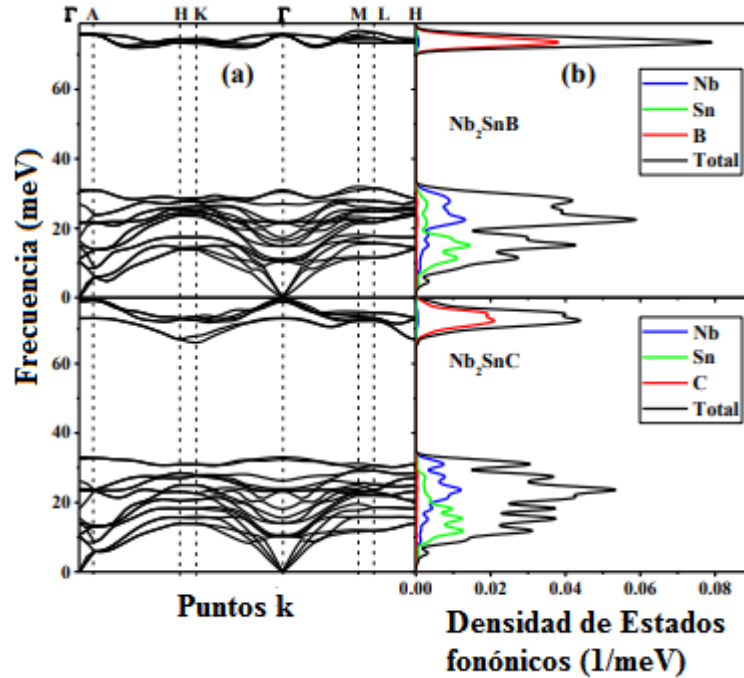 Γ A H K Γ M L H
(a) (b)
60
40
20
0
Nb
Sn
B
Total
Nb₂SnB
60
40
20
0
Nb
Sn
C
Total
Nb₂SnC
Frecuencia (meV)
0.00 0.02 0.04 0.06 0.08
Puntos k
Densidad de Estados
fonónicos (1/meV)